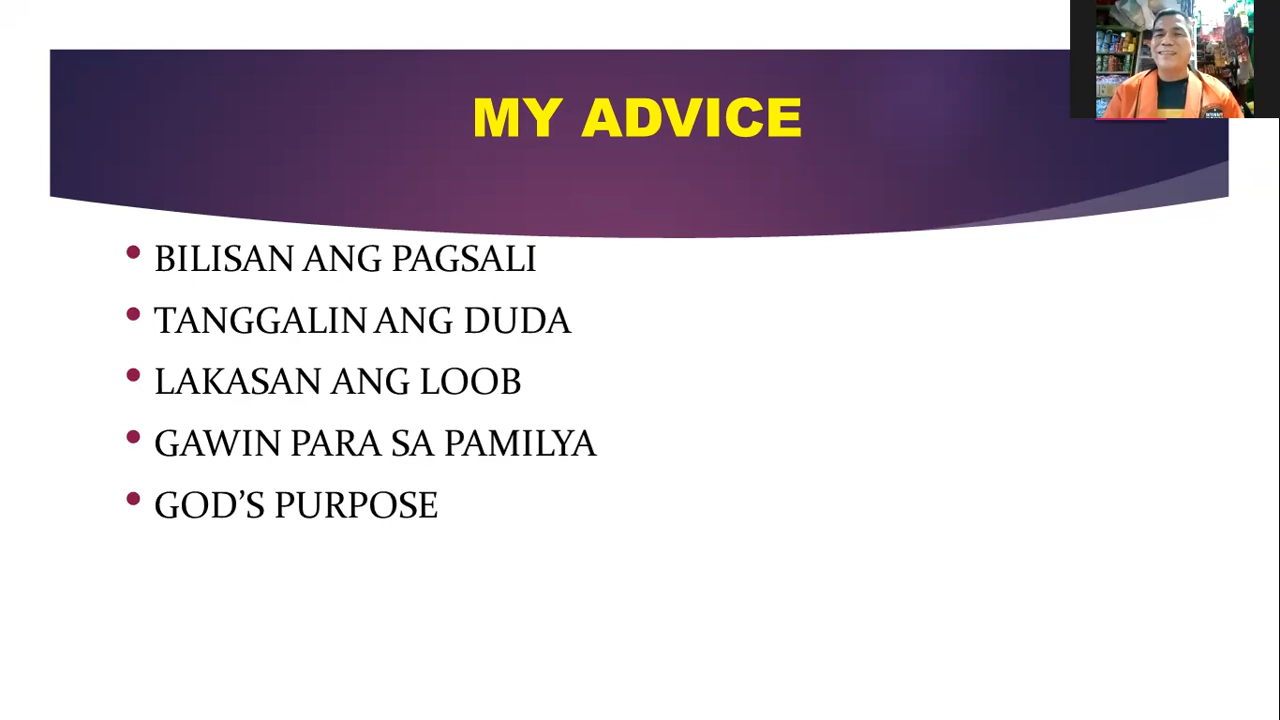 MY ADVICE
• BILISAN ANG PAGSALI
• TANGGALIN ANG DUDA
• LAKASAN ANG LOOB
• GAWIN PARA SA PAMILYA
• GOD’S PURPOSE